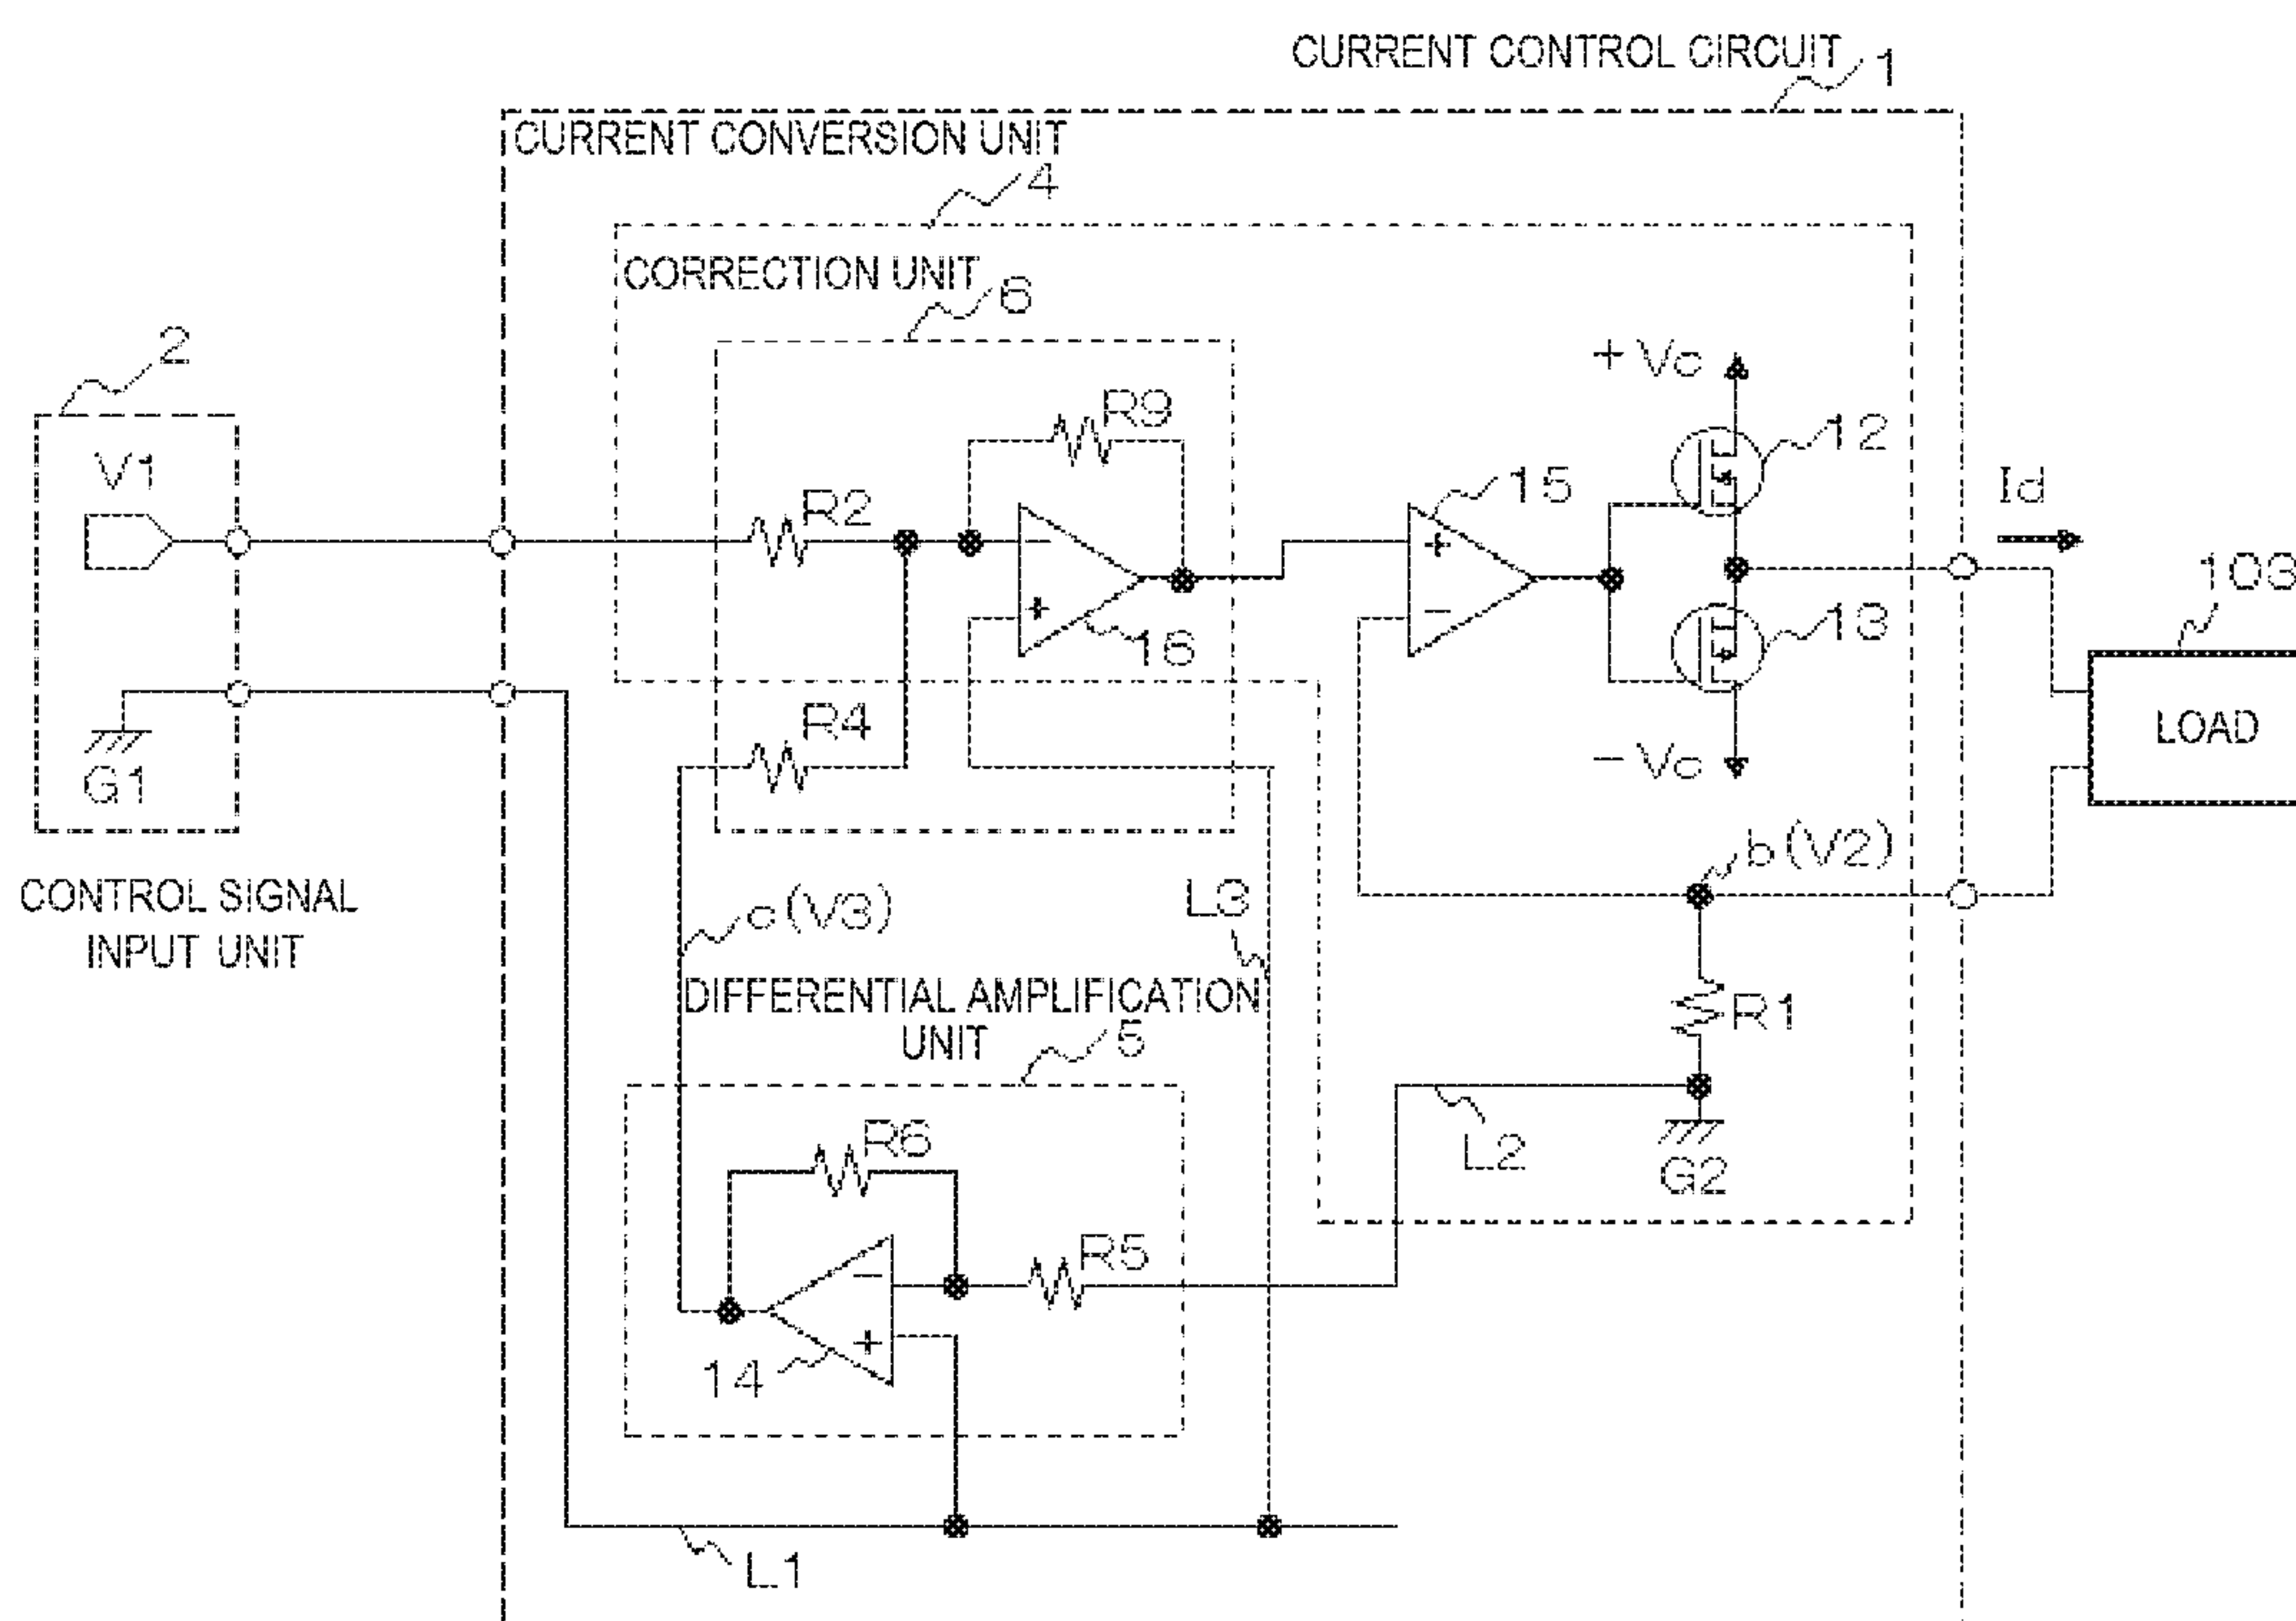 CURRENT CONTROL CIRCUIT
1
CURRENT CONVERSION UNIT
4
CORRECTION UNIT
6
2
V1
G1
CONTROL SIGNAL
INPUT UNIT
R2
R9
R4
-
+
16
15
+
-
+Vc
12
13
-Vc
Id
103
LOAD
b(V2)
c(V3)
L3
R1
DIFFERENTIAL AMPLIFICATION
UNIT
5
R6
R5
-
+
14
L2
G2
L1